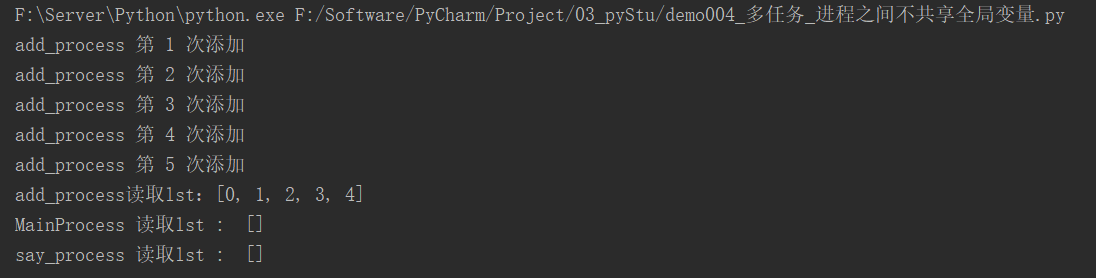 F:\Server\Python\python.exe F:/Software/PyCharm/Project/03_pyStu/demo004_多任务_进程之间不共享全局变量.py
add_process 第 1 次添加
add_process 第 2 次添加
add_process 第 3 次添加
add_process 第 4 次添加
add_process 第 5 次添加
add_process读取lst: [0, 1, 2, 3, 4]
MainProcess 读取lst :  []
say_process 读取lst :  []